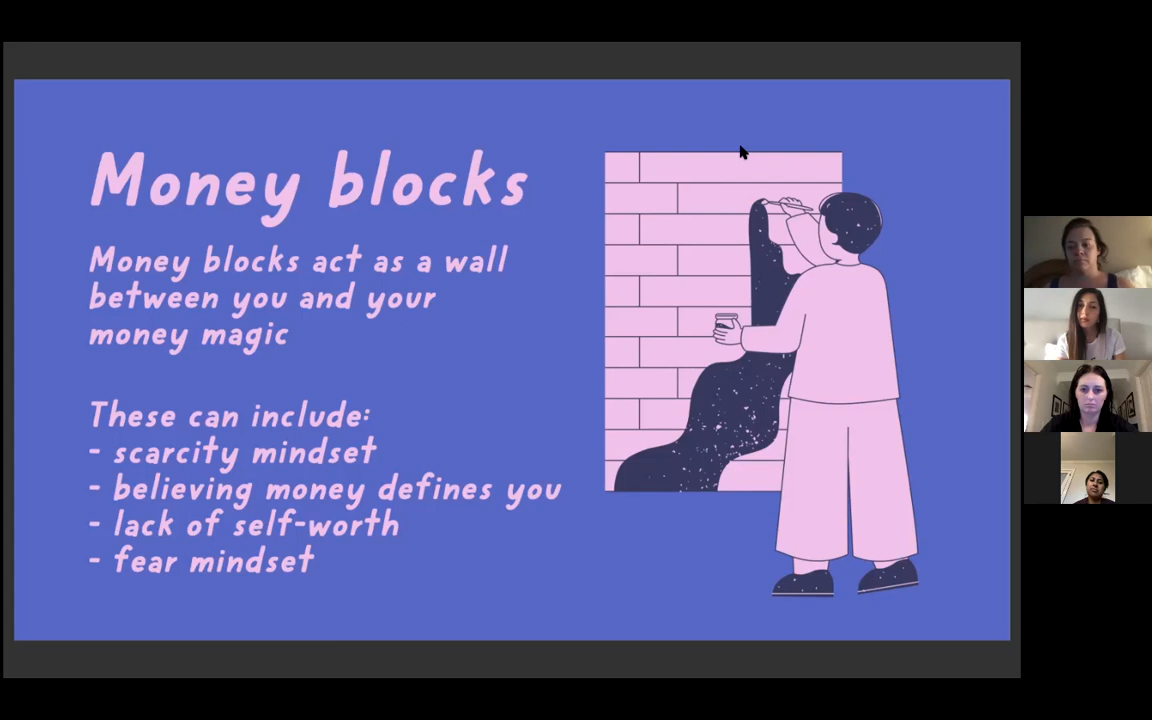 Money blocks
Money blocks act as a wall
between you and your
money magic
These can include:
- scarcity mindset
- believing money defines you
- lack of self-worth
- fear mindset